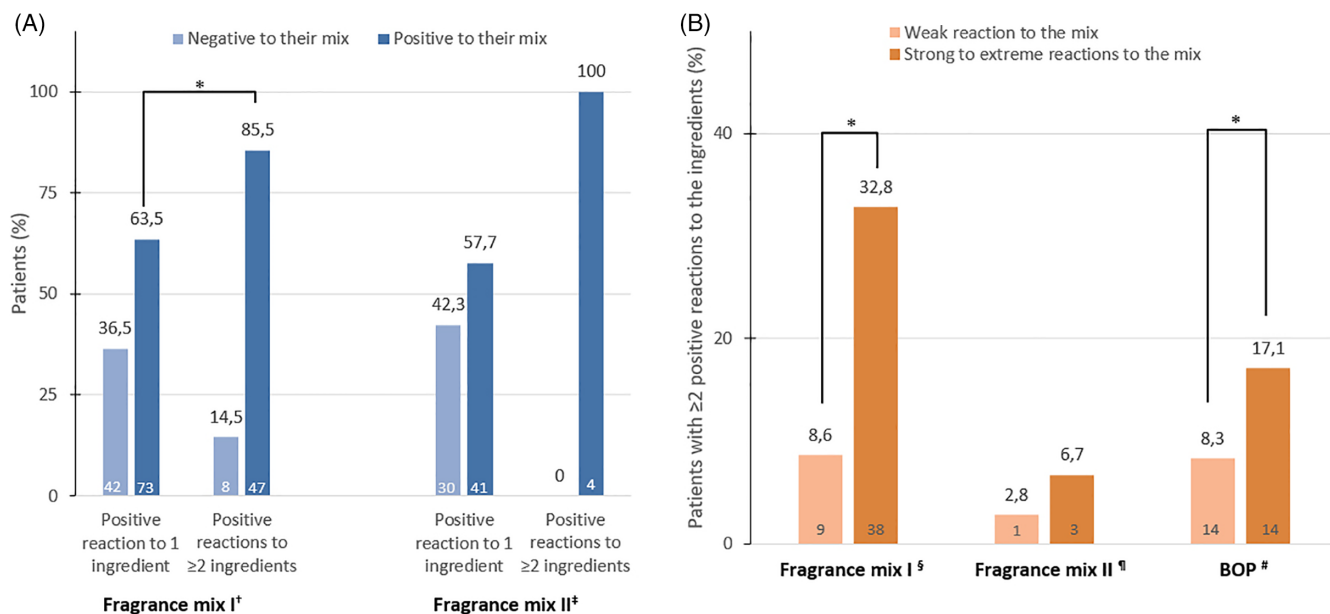 (A)
Negative to their mix Positive to their mix
Patients (%)
100
75
50
25
0
*
36,5
63,5
14,5
85,5
42,3
57,7
0
100
42
73
8
47
30
41
4
Positive
reaction to 1
ingredient
Positive
reactions to
≥2 ingredients
Positive
reaction to 1
ingredient
Positive
reactions to
≥2 ingredients
Fragrance mix I†
Fragrance mix II‡
(B)
Weak reaction to the mix
Strong to extreme reactions to the mix
Patients with ≥2 positive reactions to the ingredients (%)
40
20
0
*
*
8,6
32,8
2,8
6,7
8,3
17,1
9
38
1
3
14
14
Fragrance mix I §
Fragrance mix II ¶
BOP #